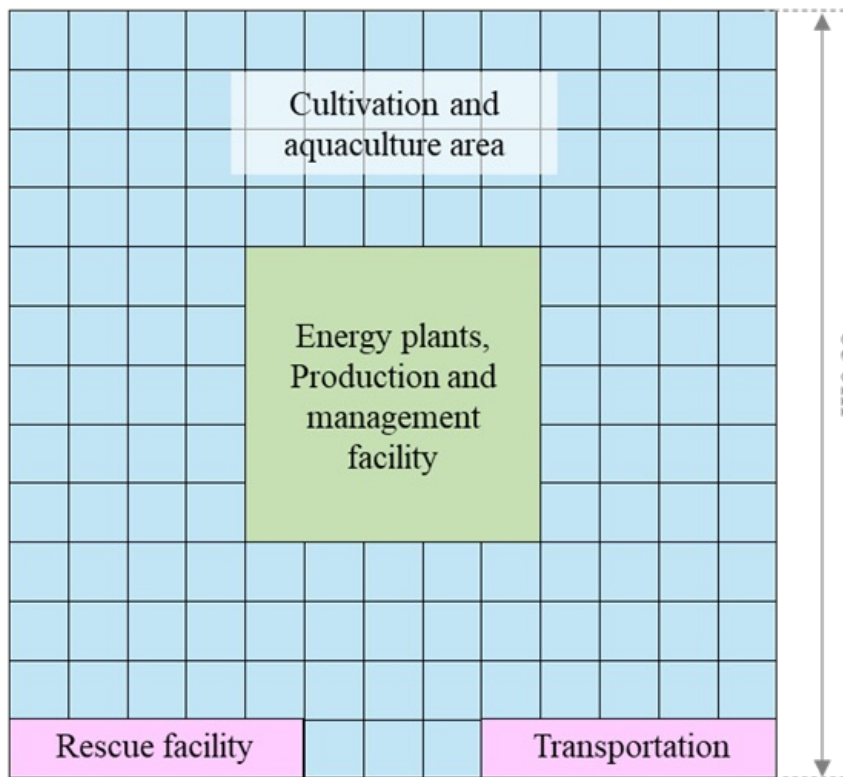 Cultivation and
aquaculture area
Energy plants,
Production and
management
facility
Rescue facility
Transportation